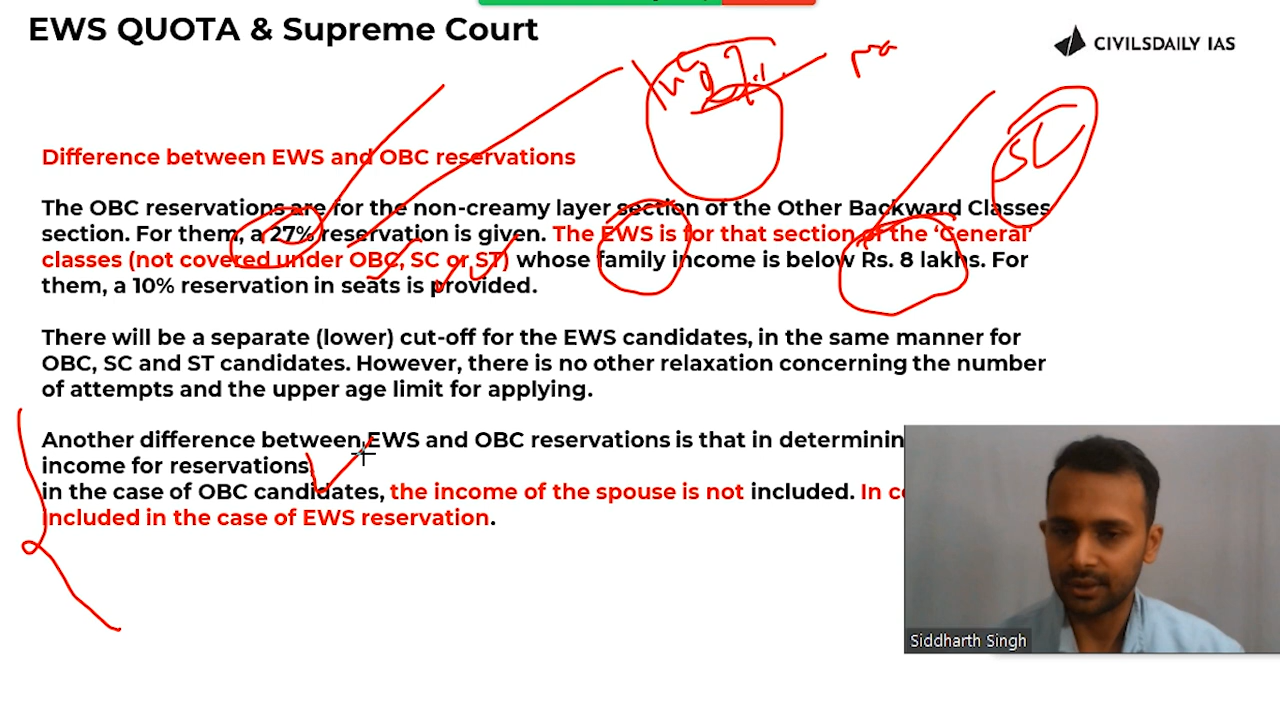 EWS QUOTA & Supreme Court
CIVILSDAILY IAS
Difference between EWS and OBC reservations
The OBC reservations are for the non-creamy layer section of the Other Backward Classes
section. For them, a 27% reservation is given. The EWS is for that section of the ‘General’
classes (not covered under OBC, SC or ST) whose family income is below Rs. 8 lakhs. For
them, a 10% reservation in seats is provided.
There will be a separate (lower) cut-off for the EWS candidates, in the same manner for
OBC, SC and ST candidates. However, there is no other relaxation concerning the number
of attempts and the upper age limit for applying.
Another difference between EWS and OBC reservations is that in determinin
income for reservations,
in the case of OBC candidates, the income of the spouse is not included. In
included in the case of EWS reservation.
Siddharth Singh